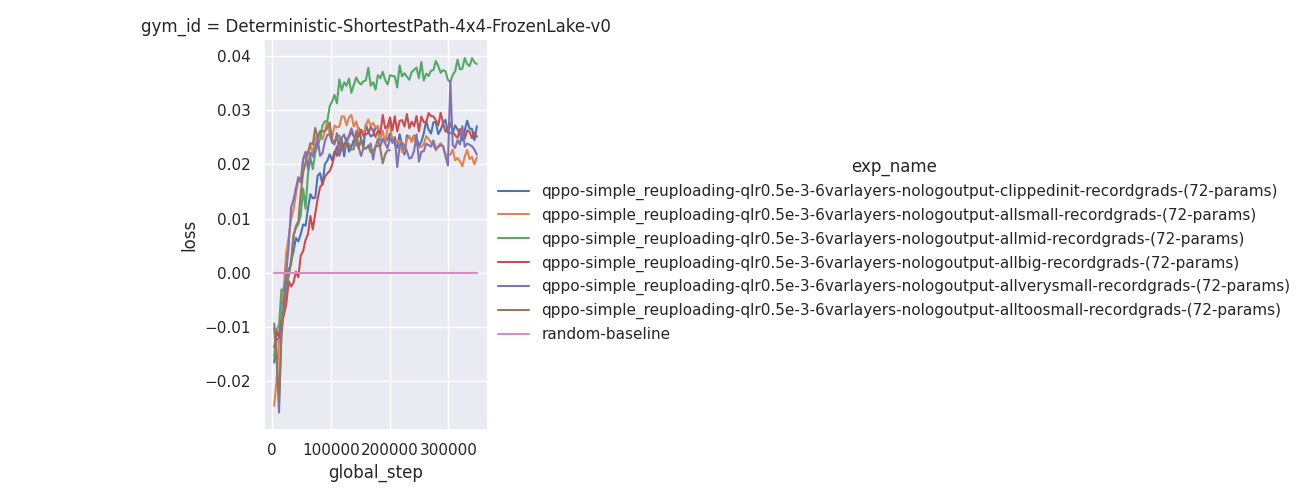 gym_id = Deterministic-ShortestPath-4x4-FrozenLake-v0
0.04
0.03
0.02
0.01
0.00
−0.01
−0.02
loss
0
100000
200000
300000
global_step
exp_name
qppo-simple_reuploading-qlr0.5e-3-6varlayers-nologoutput-clippedinit-recordgrads-(72-params)
qppo-simple_reuploading-qlr0.5e-3-6varlayers-nologoutput-allsmall-recordgrads-(72-params)
qppo-simple_reuploading-qlr0.5e-3-6varlayers-nologoutput-allmid-recordgrads-(72-params)
qppo-simple_reuploading-qlr0.5e-3-6varlayers-nologoutput-allbig-recordgrads-(72-params)
qppo-simple_reuploading-qlr0.5e-3-6varlayers-nologoutput-allverysmall-recordgrads-(72-params)
qppo-simple_reuploading-qlr0.5e-3-6varlayers-nologoutput-alltoosmall-recordgrads-(72-params)
random-baseline